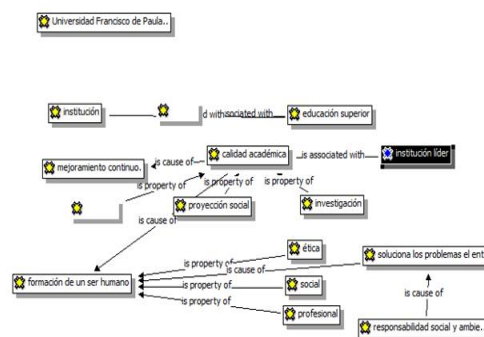 Universidad Francisco de Paula..
institución
d with
sociated with
educación superior
is cause of
calidad académica
is associated with
institución líder
mejoramiento continuo.
is property of
is property of
is property of
proyección social
investigación
is cause of
ética
is property of
soluciona los problemas el ent
is cause of
formación de un ser humano
is property of
social
is cause of
is property of
profesional
responsabilidad social y ambie..